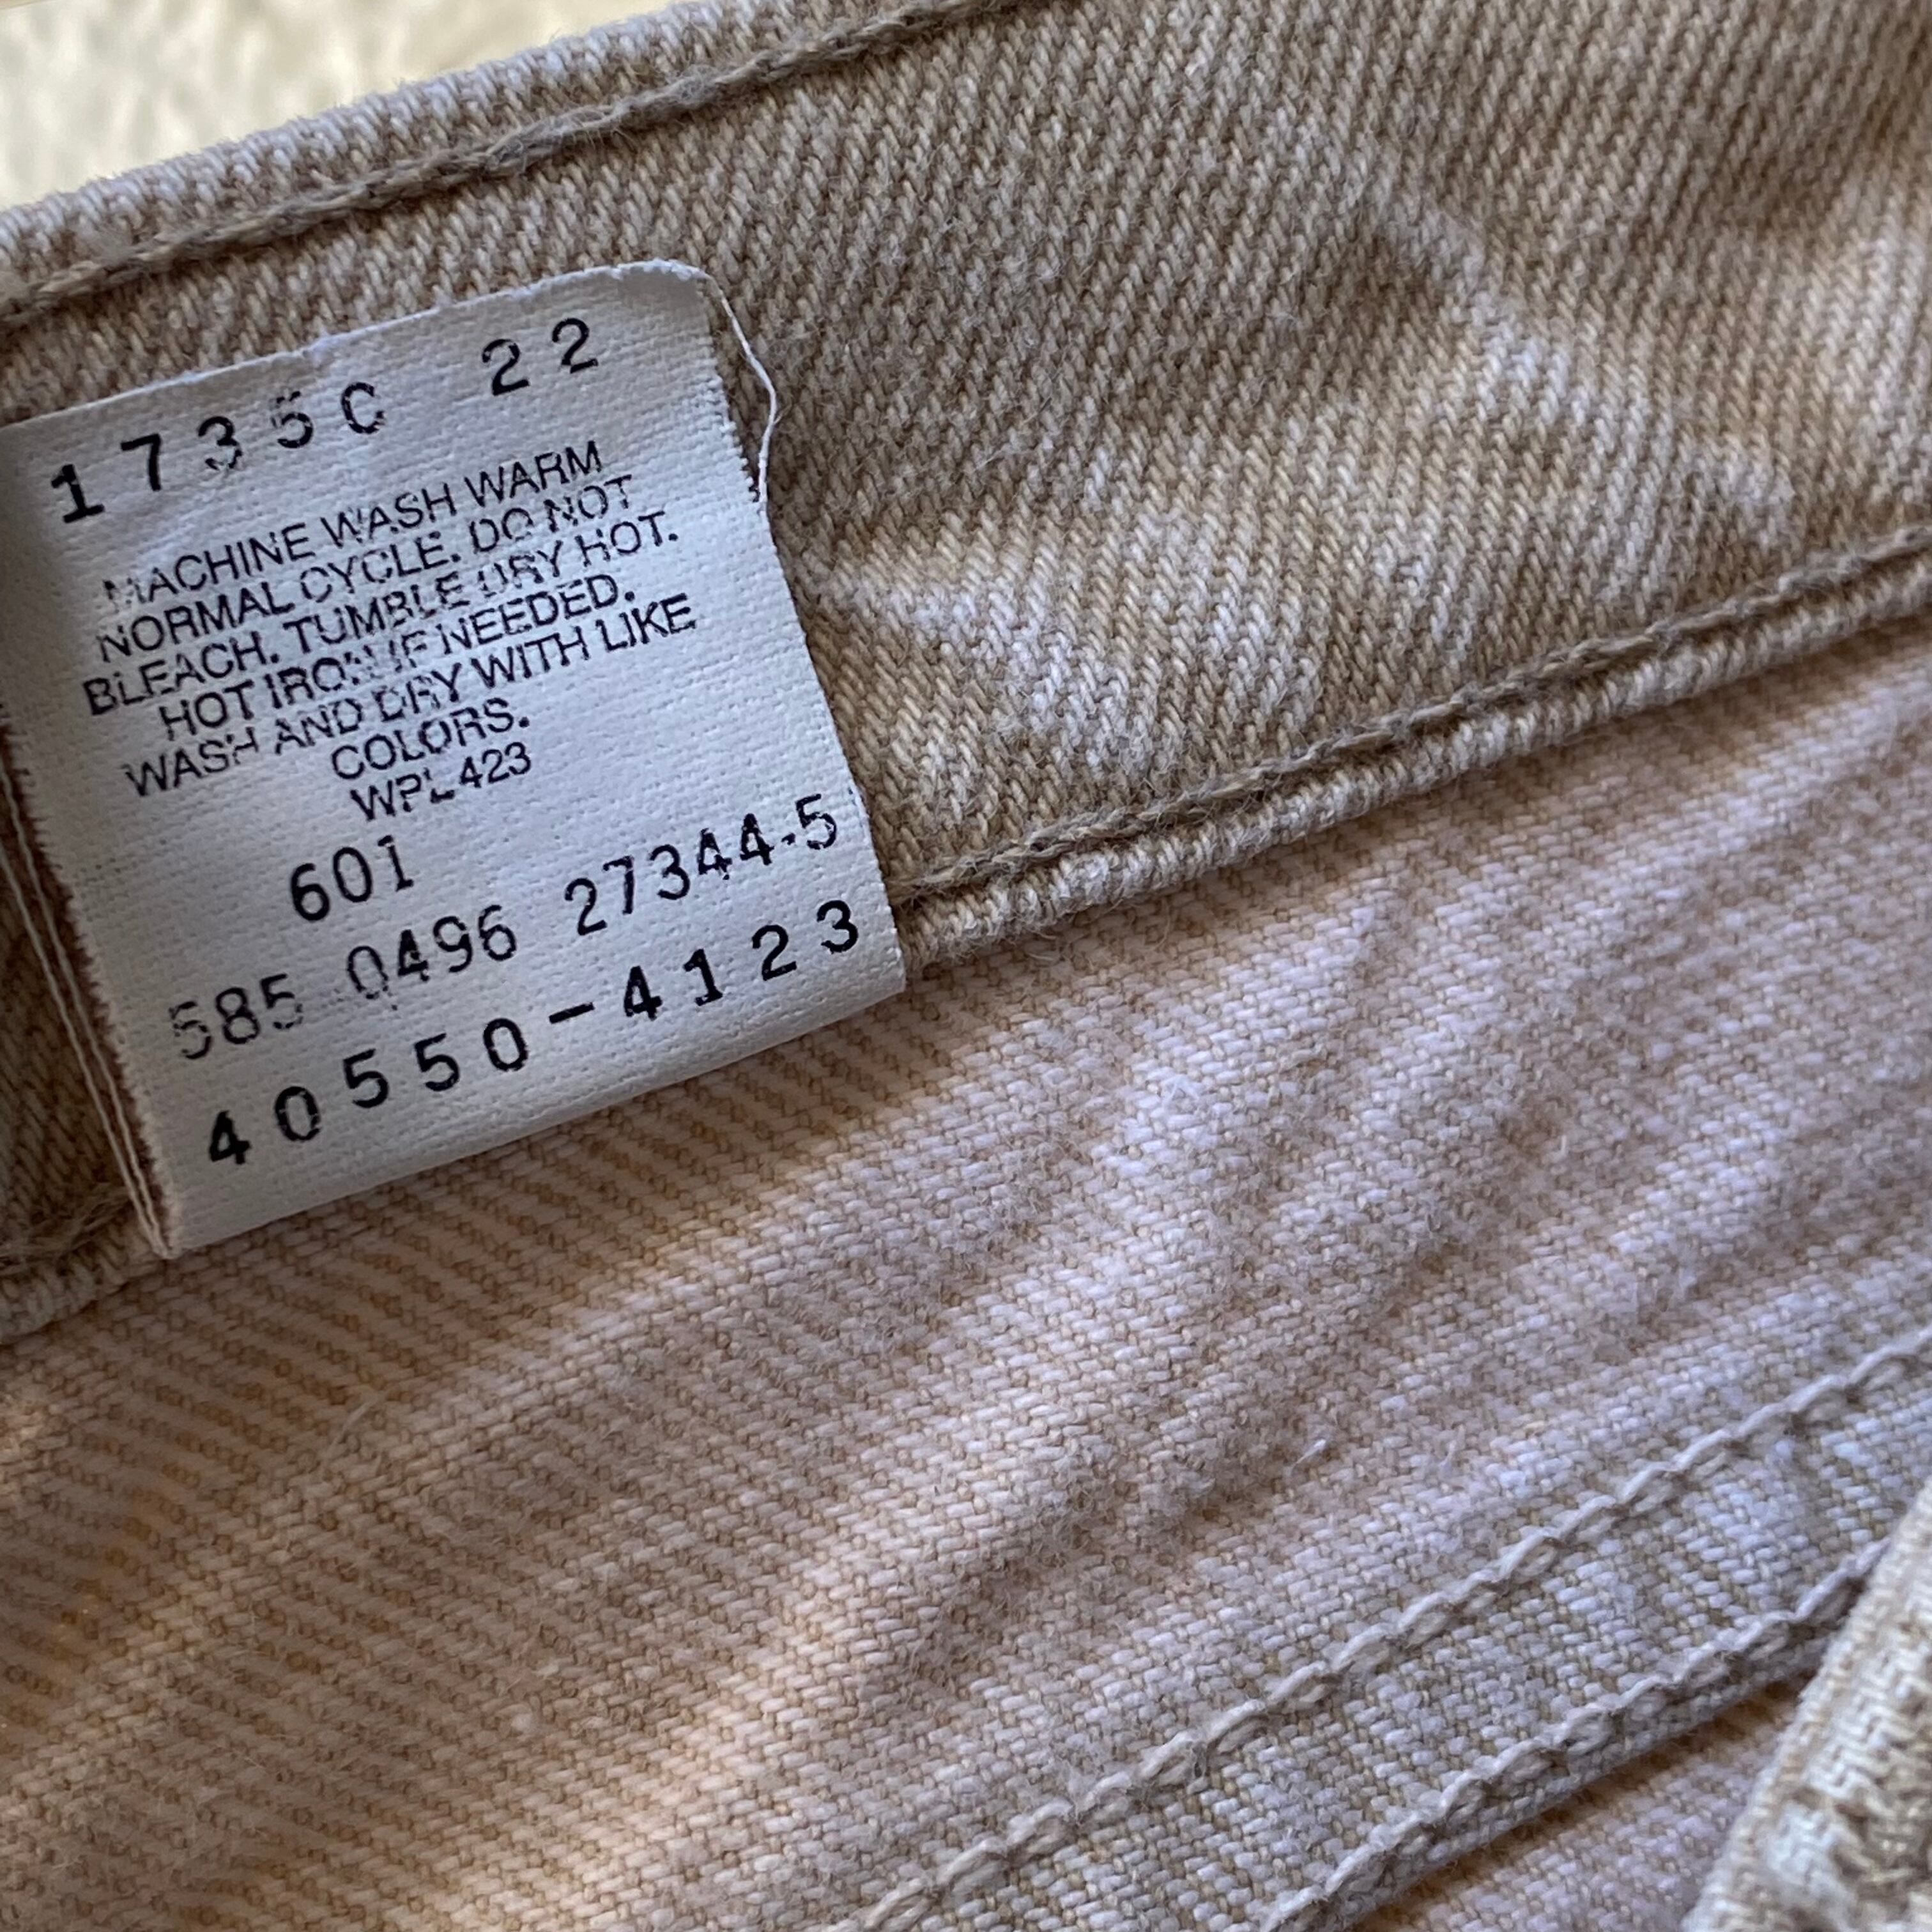 1735C 22
MACHINE WASH WARM
NORMAL CYCLE. DO NOT
BLEACH. TUMBLE DRY HOT.
HOT IRON IF NEEDED.
WASH AND DRY WITH LIKE
COLORS.
WPL423
601
585 0496 27344-5
40550-4123